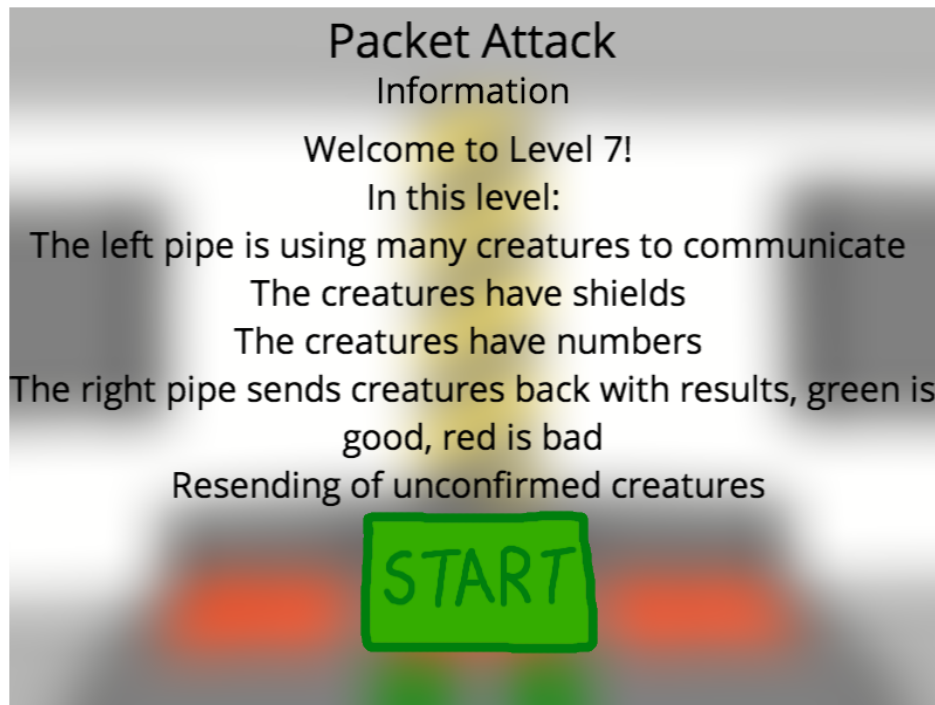 Packet Attack
Information
Welcome to Level 7!
In this level:
The left pipe is using many creatures to communicate
The creatures have shields
The creatures have numbers
The right pipe sends creatures back with results, green is
good, red is bad
Resending of unconfirmed creatures
START